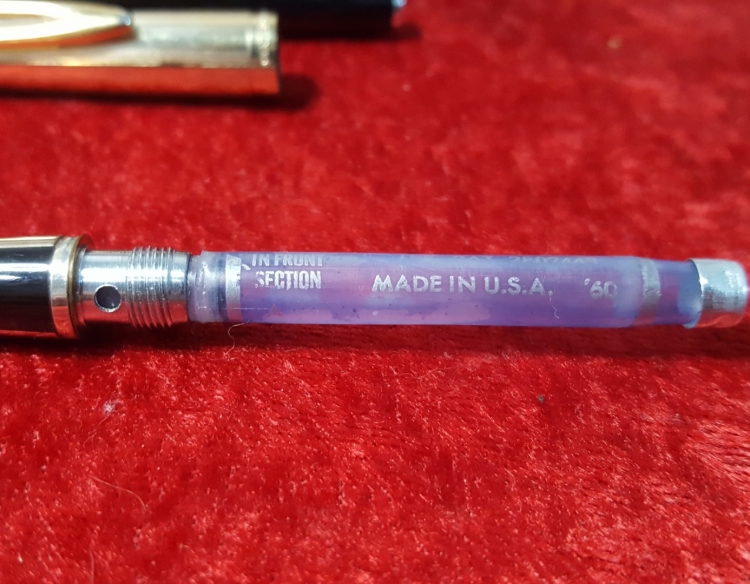 IN FRONT
SECTION
MADE IN U.S.A. '60